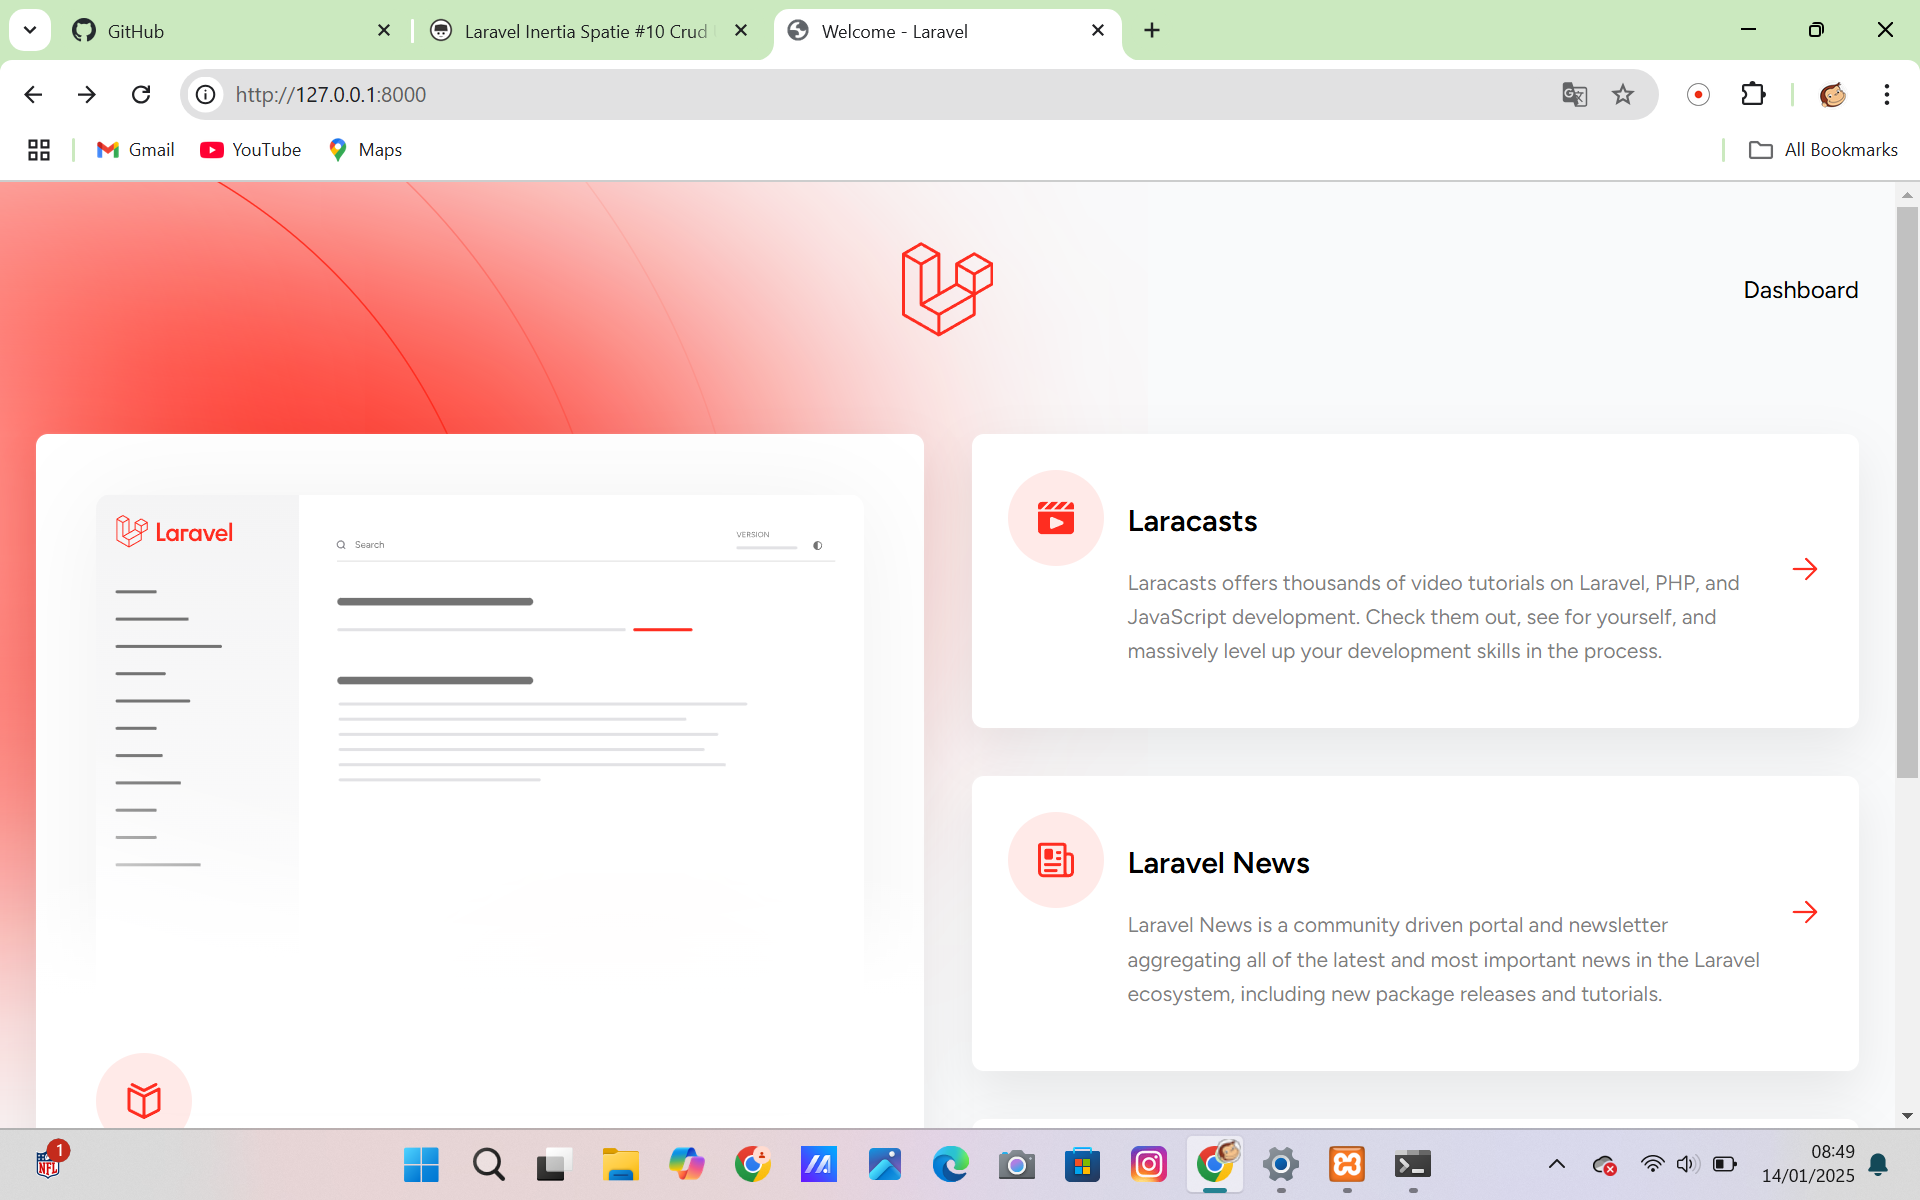 GitHub
Laravel Inertia Spatie #10 Crud
Welcome - Laravel
http://127.0.0.1:8000
Gmail
YouTube
Maps
All Bookmarks
Dashboard
Laravel
Search
VERSION
Laracasts
Laracasts offers thousands of video tutorials on Laravel, PHP, and
JavaScript development. Check them out, see for yourself, and
massively level up your development skills in the process.
Laravel News
Laravel News is a community driven portal and newsletter
aggregating all of the latest and most important news in the Laravel
ecosystem, including new package releases and tutorials.
1
NFL
08:49
14/01/2025